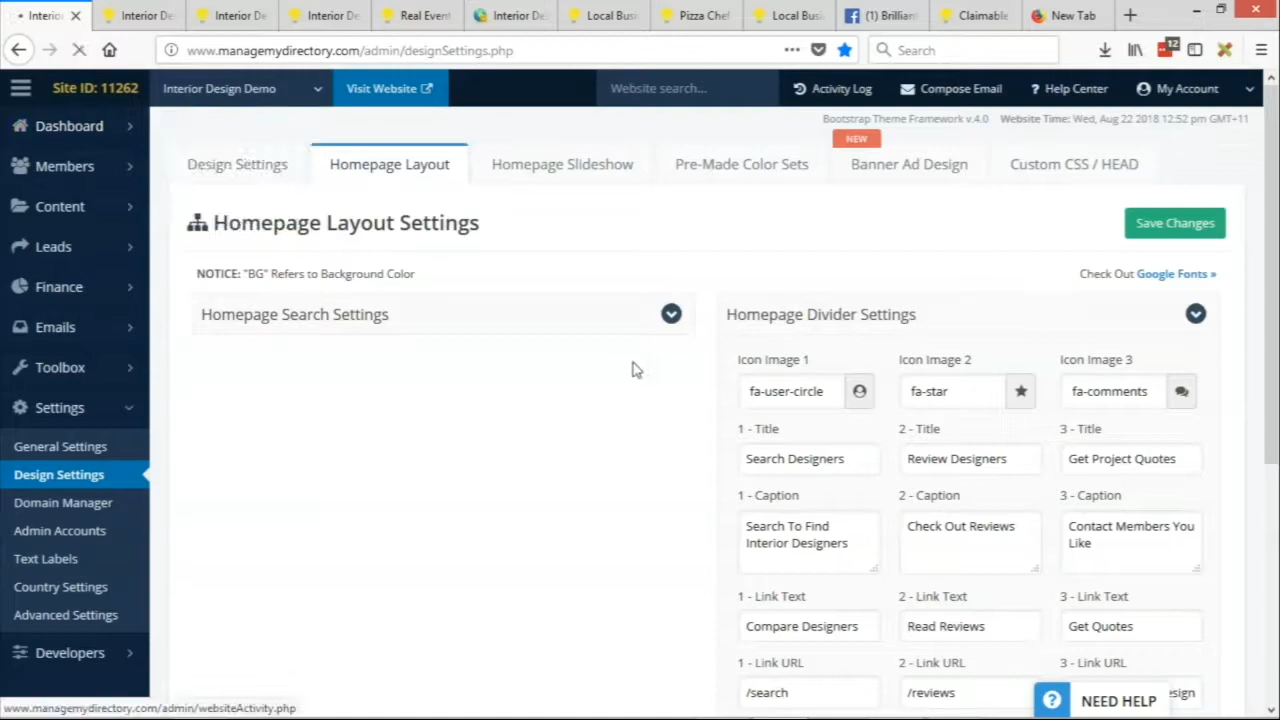 Interior
Interior De
Interior De
Interior De
Real Event
Interior De
Local Busi
Pizza Chef
Local Busi
(1) Brillian
Claimable
New Tab
www.managemydirectory.com/admin/designSettings.php
Search
12
Site ID: 11262
Interior Design Demo
Visit Website
Website search...
Activity Log
Compose Email
? Help Center
My Account
Bootstrap Theme Framework v.4.0
Website Time: Wed, Aug 22 2018 12:52 pm GMT+11
NEW
Dashboard
Members
Content
Leads
Finance
Emails
Toolbox
Settings
General Settings
Design Settings
Domain Manager
Admin Accounts
Text Labels
Country Settings
Advanced Settings
Developers
Design Settings
Homepage Layout
Homepage Slideshow
Pre-Made Color Sets
Banner Ad Design
Custom CSS / HEAD
Homepage Layout Settings
Save Changes
NOTICE: "BG" Refers to Background Color
Check Out Google Fonts »
Homepage Search Settings
Homepage Divider Settings
Icon Image 1
Icon Image 2
Icon Image 3
fa-user-circle
fa-star
fa-comments
1 - Title
2 - Title
3 - Title
Search Designers
Review Designers
Get Project Quotes
1 - Caption
2 - Caption
3 - Caption
Search To Find
Interior Designers
Check Out Reviews
Contact Members You
Like
1 - Link Text
2 - Link Text
3 - Link Text
Compare Designers
Read Reviews
Get Quotes
1 - Link URL
2 - Link URL
3 - Link URL
/search
/reviews
esign
? NEED HELP
www.managemydirectory.com/admin/websiteActivity.php